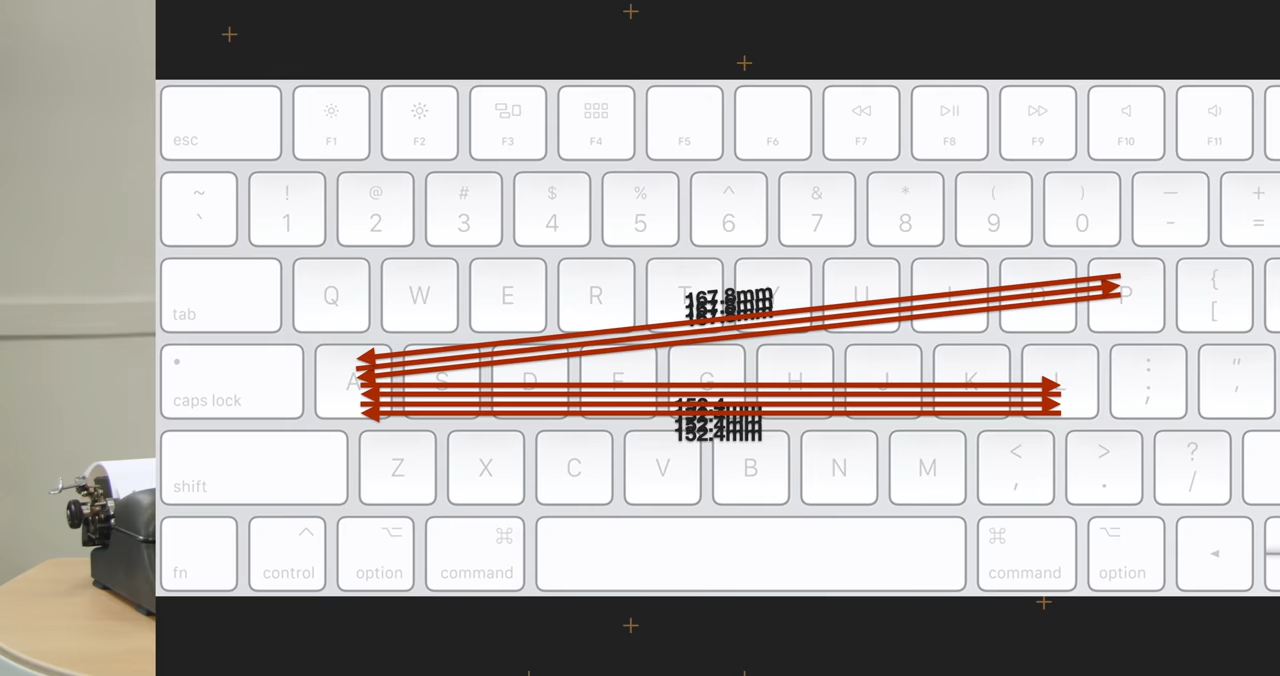 esc F1 F2 F3 F4 F5 F6 F7 F8 F9 F10 F11
~ ! @ # $ % ^ & * ( ) — +
` 1 2 3 4 5 6 7 8 9 0 - =
tab Q W E R T Y U P { [
167.8mm
caps lock A S D F G H J K L : ; " ,
152.4mm
shift Z X C V B N M < , > . ? /
fn control option command command option